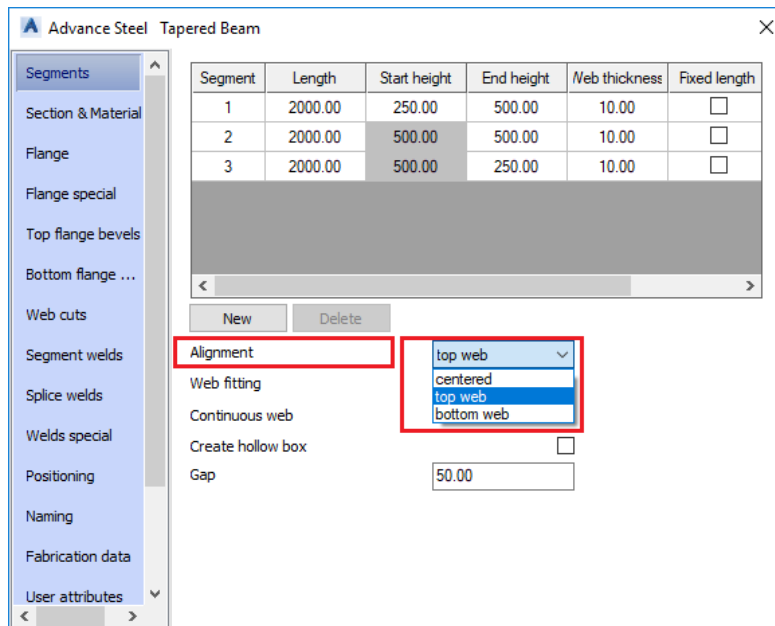 Advance Steel Tapered Beam
Segments
Section & Material
Flange
Flange special
Top flange bevels
Bottom flange ...
Web cuts
Segment welds
Splice welds
Welds special
Positioning
Naming
Fabrication data
User attributes
Segment Length Start height End height Web thickness Fixed length
1 2000.00 250.00 500.00 10.00
2 2000.00 500.00 500.00 10.00
3 2000.00 500.00 250.00 10.00
New Delete
Alignment top web
centered
top web
bottom web
Web fitting
Continuous web
Create hollow box
Gap 50.00